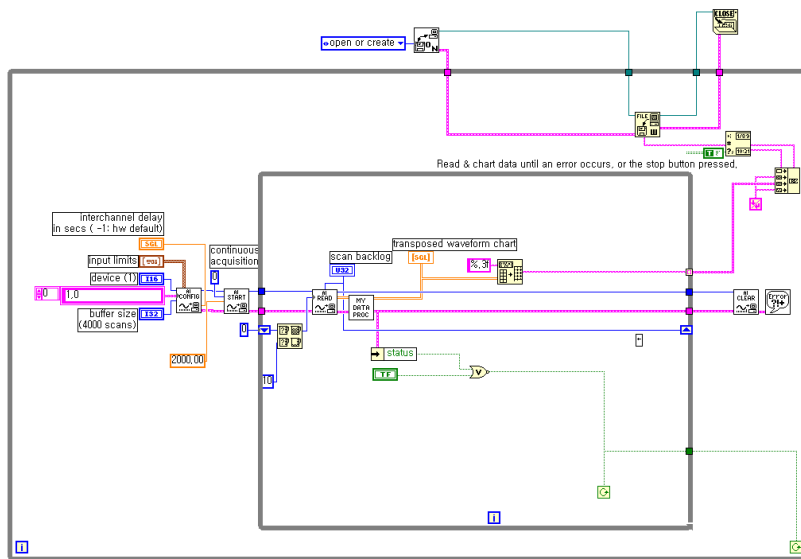 CLOSE
open or create
N
FILE
T F
Read & chart data until an error occurs, or the stop button pressed.
interchannel delay
in secs ( -1: hw default)
SGL
continuous
acquisition
transposed waveform chart
scan backlog
[SGL]
input limits
U32
%.3f
device (1)
I16
0
0
1,0
AI
CONFIG
AI
START
AI
READ
MY
DATA
PROC
AI
CLEAR
Error
?!
buffer size
(4000 scans)
I32
0
2000,00
status
TF
V
i
i